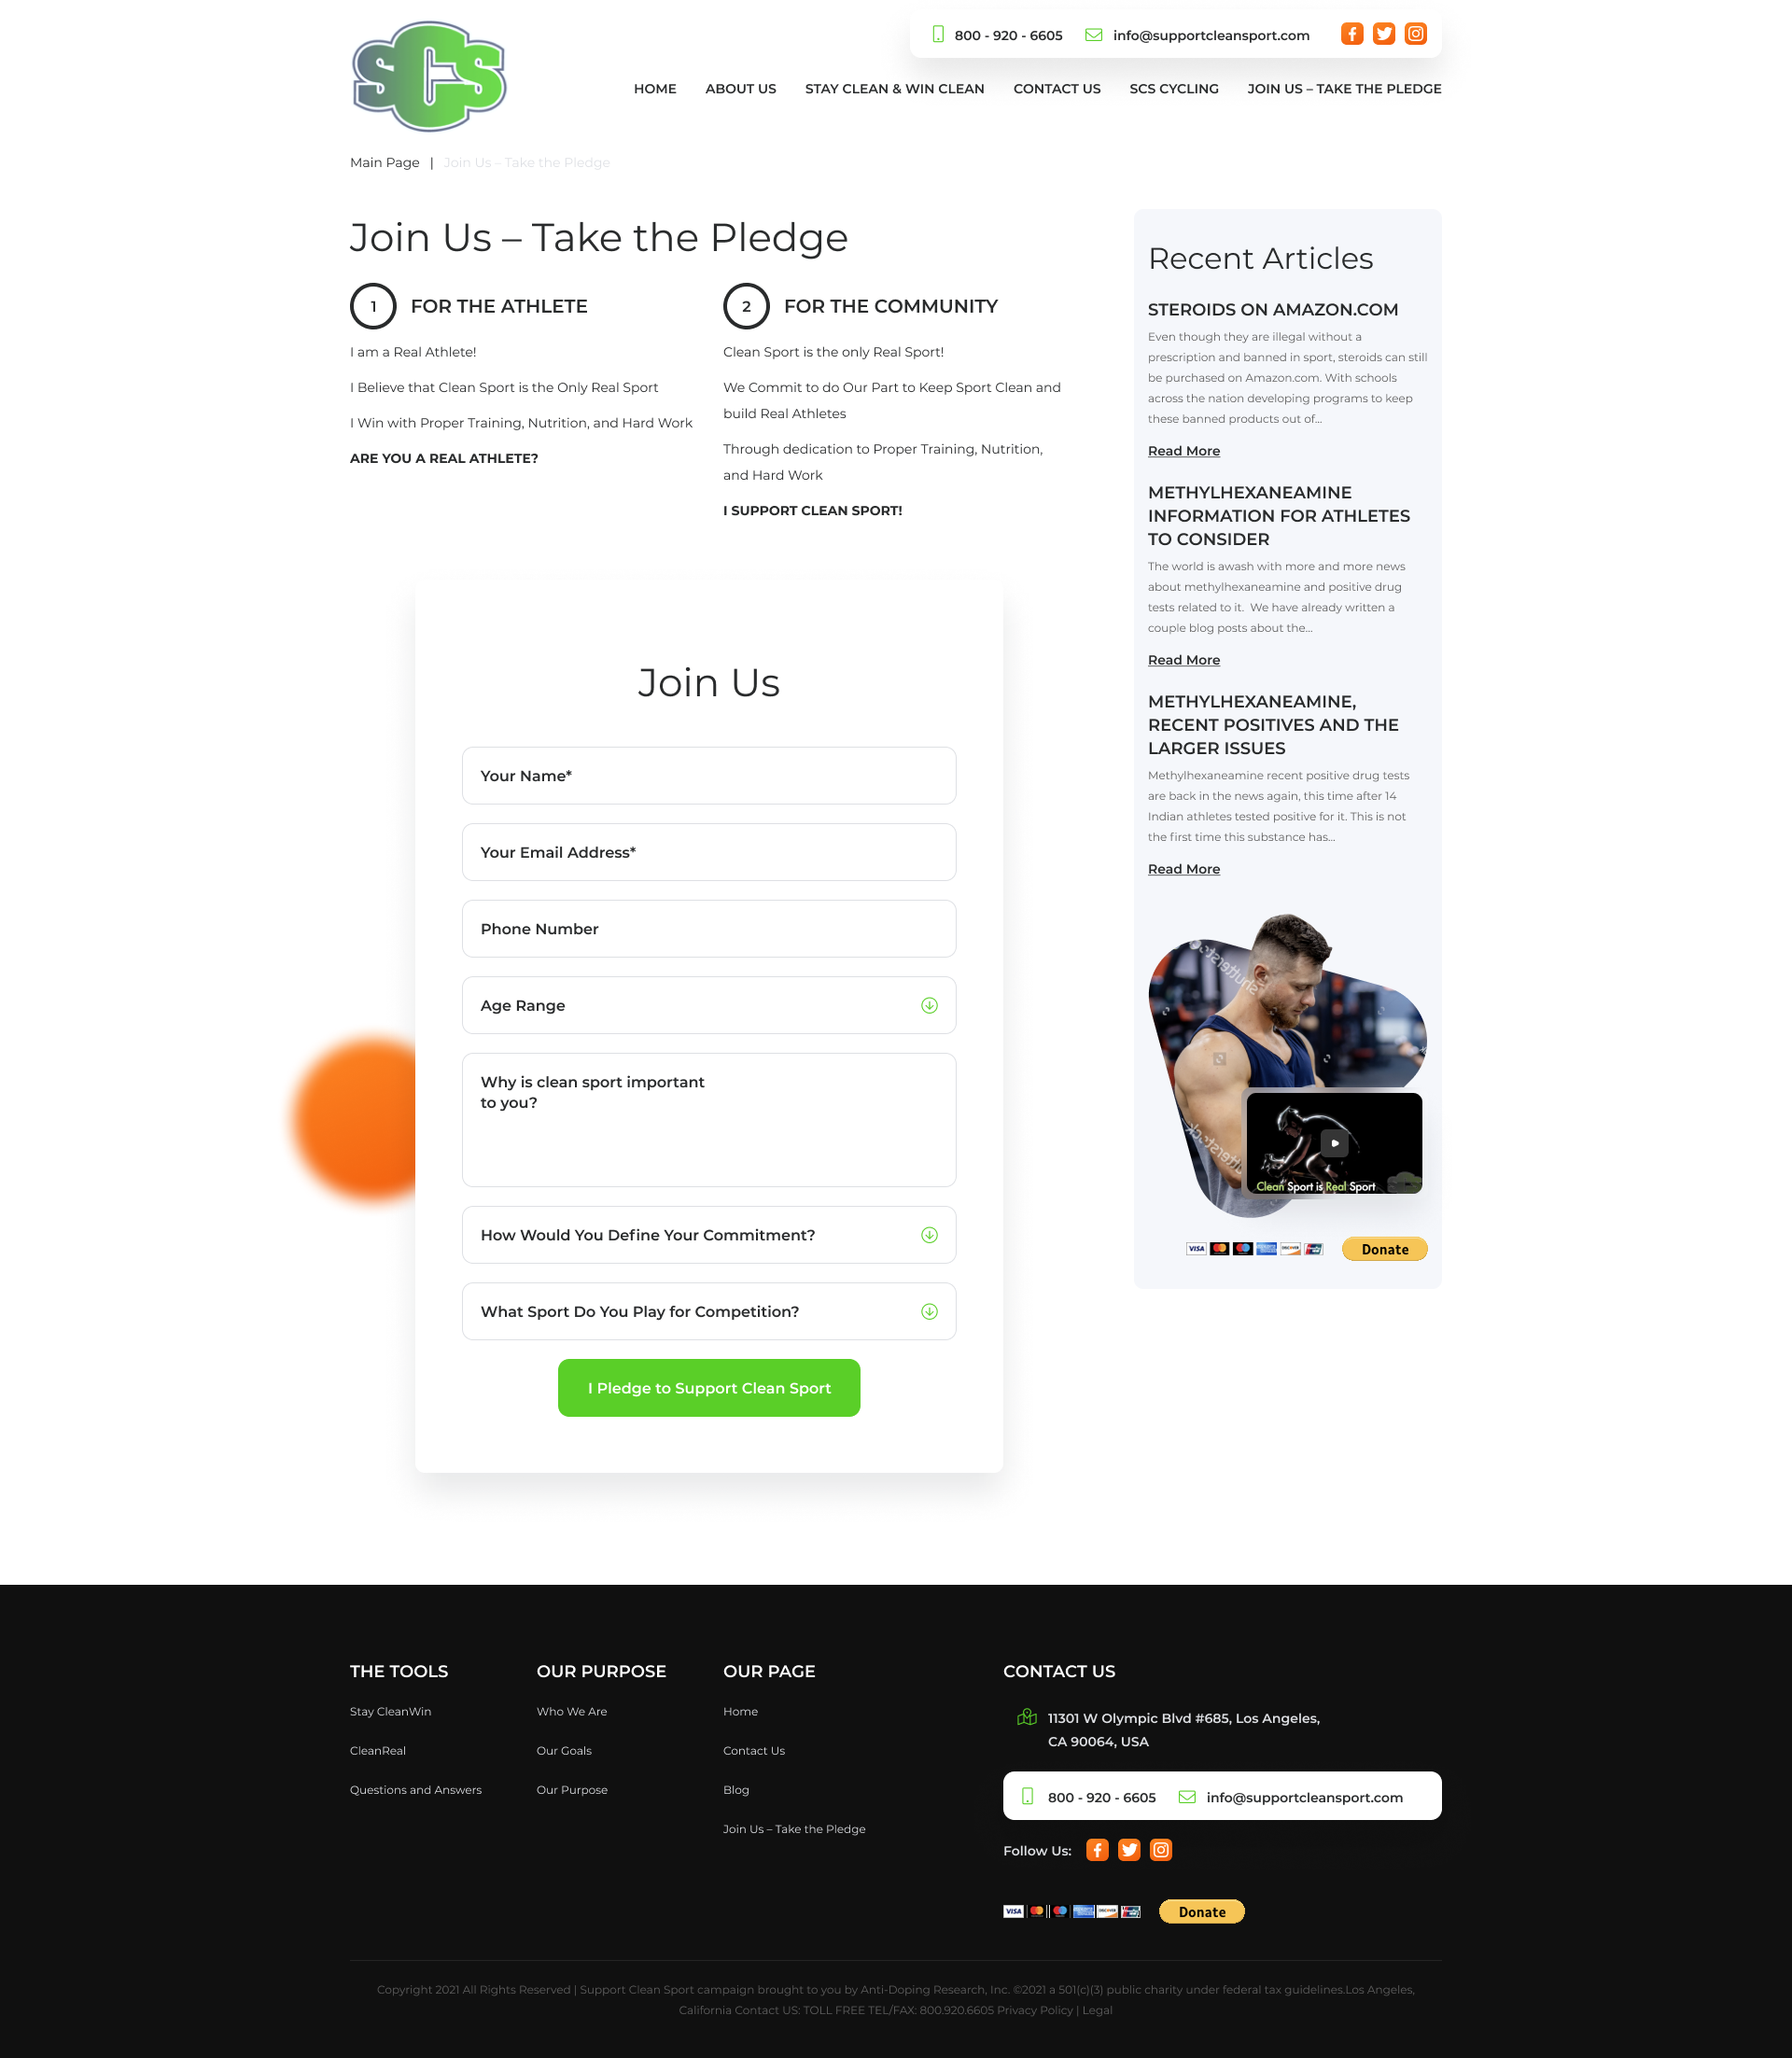 SCS
800 - 920 - 6605
info@supportcleansport.com
HOME
ABOUT US
STAY CLEAN & WIN CLEAN
CONTACT US
SCS CYCLING
JOIN US – TAKE THE PLEDGE
Main Page | Join Us – Take the Pledge
Join Us – Take the Pledge
1
FOR THE ATHLETE
I am a Real Athlete!
I Believe that Clean Sport is the Only Real Sport
I Win with Proper Training, Nutrition, and Hard Work
ARE YOU A REAL ATHLETE?
2
FOR THE COMMUNITY
Clean Sport is the only Real Sport!
We Commit to do Our Part to Keep Sport Clean and
build Real Athletes
Through dedication to Proper Training, Nutrition,
and Hard Work
I SUPPORT CLEAN SPORT!
Join Us
Your Name*
Your Email Address*
Phone Number
Age Range
Why is clean sport important
to you?
How Would You Define Your Commitment?
What Sport Do You Play for Competition?
I Pledge to Support Clean Sport
Recent Articles
STEROIDS ON AMAZON.COM
Even though they are illegal without a
prescription and banned in sport, steroids can still
be purchased on Amazon.com. With schools
across the nation developing programs to keep
these banned products out of...
Read More
METHYLHEXANEAMINE
INFORMATION FOR ATHLETES
TO CONSIDER
The world is awash with more and more news
about methylhexaneamine and positive drug
tests related to it.  We have already written a
couple blog posts about the...
Read More
METHYLHEXANEAMINE,
RECENT POSITIVES AND THE
LARGER ISSUES
Methylhexaneamine recent positive drug tests
are back in the news again, this time after 14
Indian athletes tested positive for it. This is not
the first time this substance has...
Read More
shutterstock
shutterstock
Clean Sport is Real Sport
VISA
DISCOVER
Donate
THE TOOLS
Stay CleanWin
CleanReal
Questions and Answers
OUR PURPOSE
Who We Are
Our Goals
Our Purpose
OUR PAGE
Home
Contact Us
Blog
Join Us – Take the Pledge
CONTACT US
11301 W Olympic Blvd #685, Los Angeles,
CA 90064, USA
800 - 920 - 6605
info@supportcleansport.com
Follow Us:
VISA
DISCOVER
Donate
Copyright 2021 All Rights Reserved | Support Clean Sport campaign brought to you by Anti-Doping Research, Inc. ©2021 a 501(c)(3) public charity under federal tax guidelines.Los Angeles,
California Contact US: TOLL FREE TEL/FAX: 800.920.6605 Privacy Policy | Legal